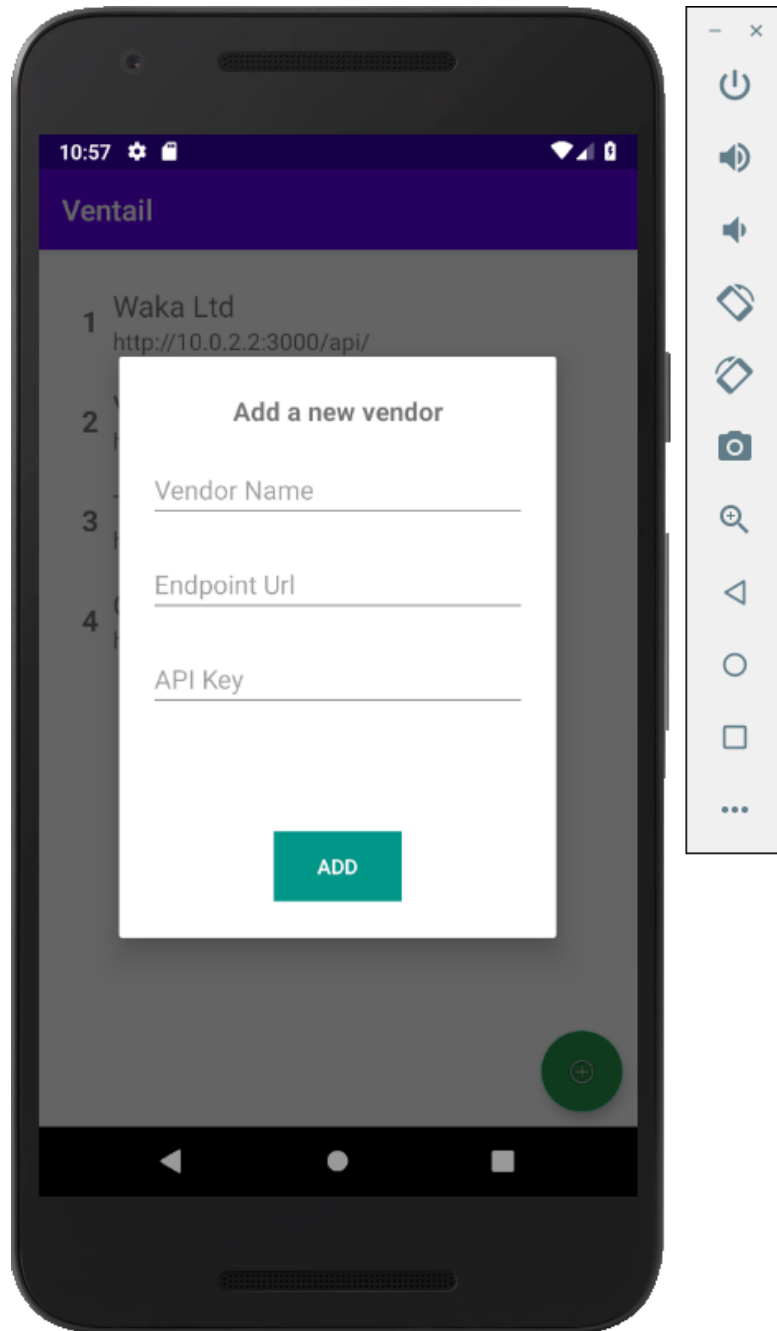 10:57
Ventail
1 Waka Ltd
http://10.0.2.2:3000/api/
2
3
4
Add a new vendor
Vendor Name
Endpoint Url
API Key
ADD